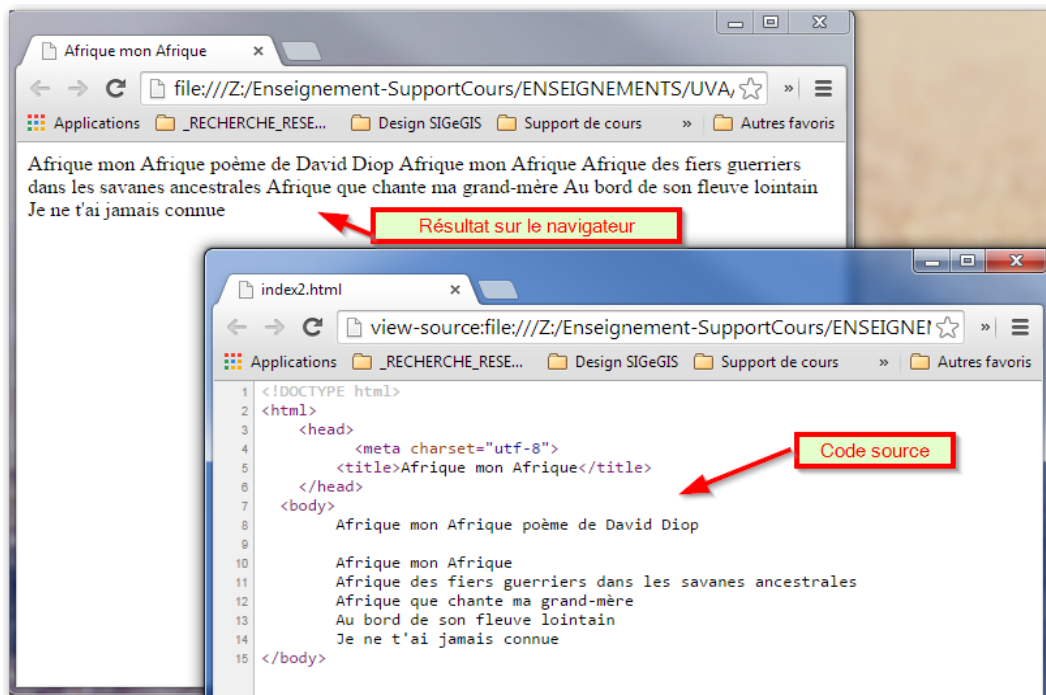 Afrique mon Afrique
file:///Z:/Enseignement-SupportCours/ENSEIGNEMENTS/UVA/
Applications _RECHERCHE_RESE... Design SIGeGIS Support de cours » Autres favoris
Afrique mon Afrique poème de David Diop Afrique mon Afrique Afrique des fiers guerriers
dans les savanes ancestrales Afrique que chante ma grand-mère Au bord de son fleuve lointain
Je ne t'ai jamais connue
Résultat sur le navigateur
index2.html
view-source:file:///Z:/Enseignement-SupportCours/ENSEIGNE
Applications _RECHERCHE_RESE... Design SIGeGIS Support de cours » Autres favoris
1 <!DOCTYPE html>
2 <html>
3 <head>
4 <meta charset="utf-8">
5 <title>Afrique mon Afrique</title>
6 </head>
7 <body>
8 Afrique mon Afrique poème de David Diop
9
10 Afrique mon Afrique
11 Afrique des fiers guerriers dans les savanes ancestrales
12 Afrique que chante ma grand-mère
13 Au bord de son fleuve lointain
14 Je ne t'ai jamais connue
15 </body>
Code source